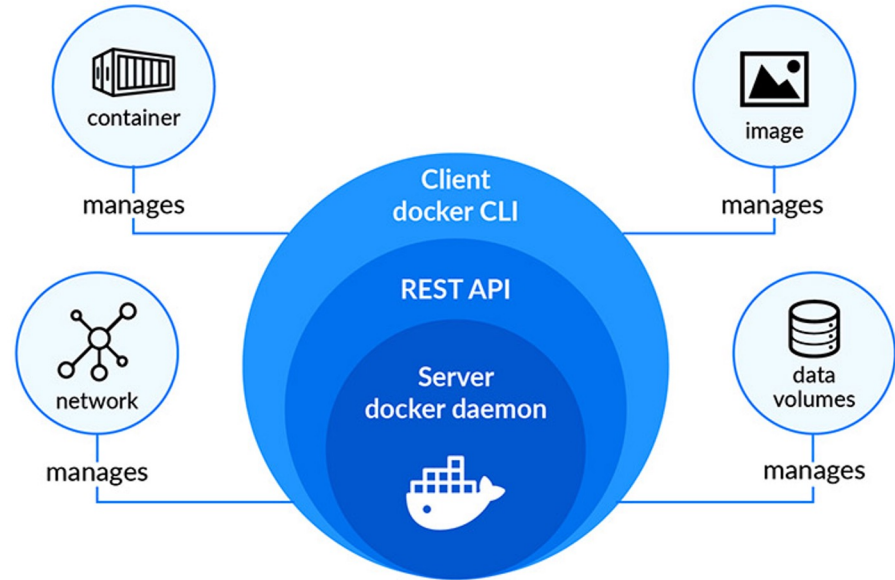 container
manages
image
manages
Client
docker CLI
REST API
Server
docker daemon
network
manages
data
volumes
manages